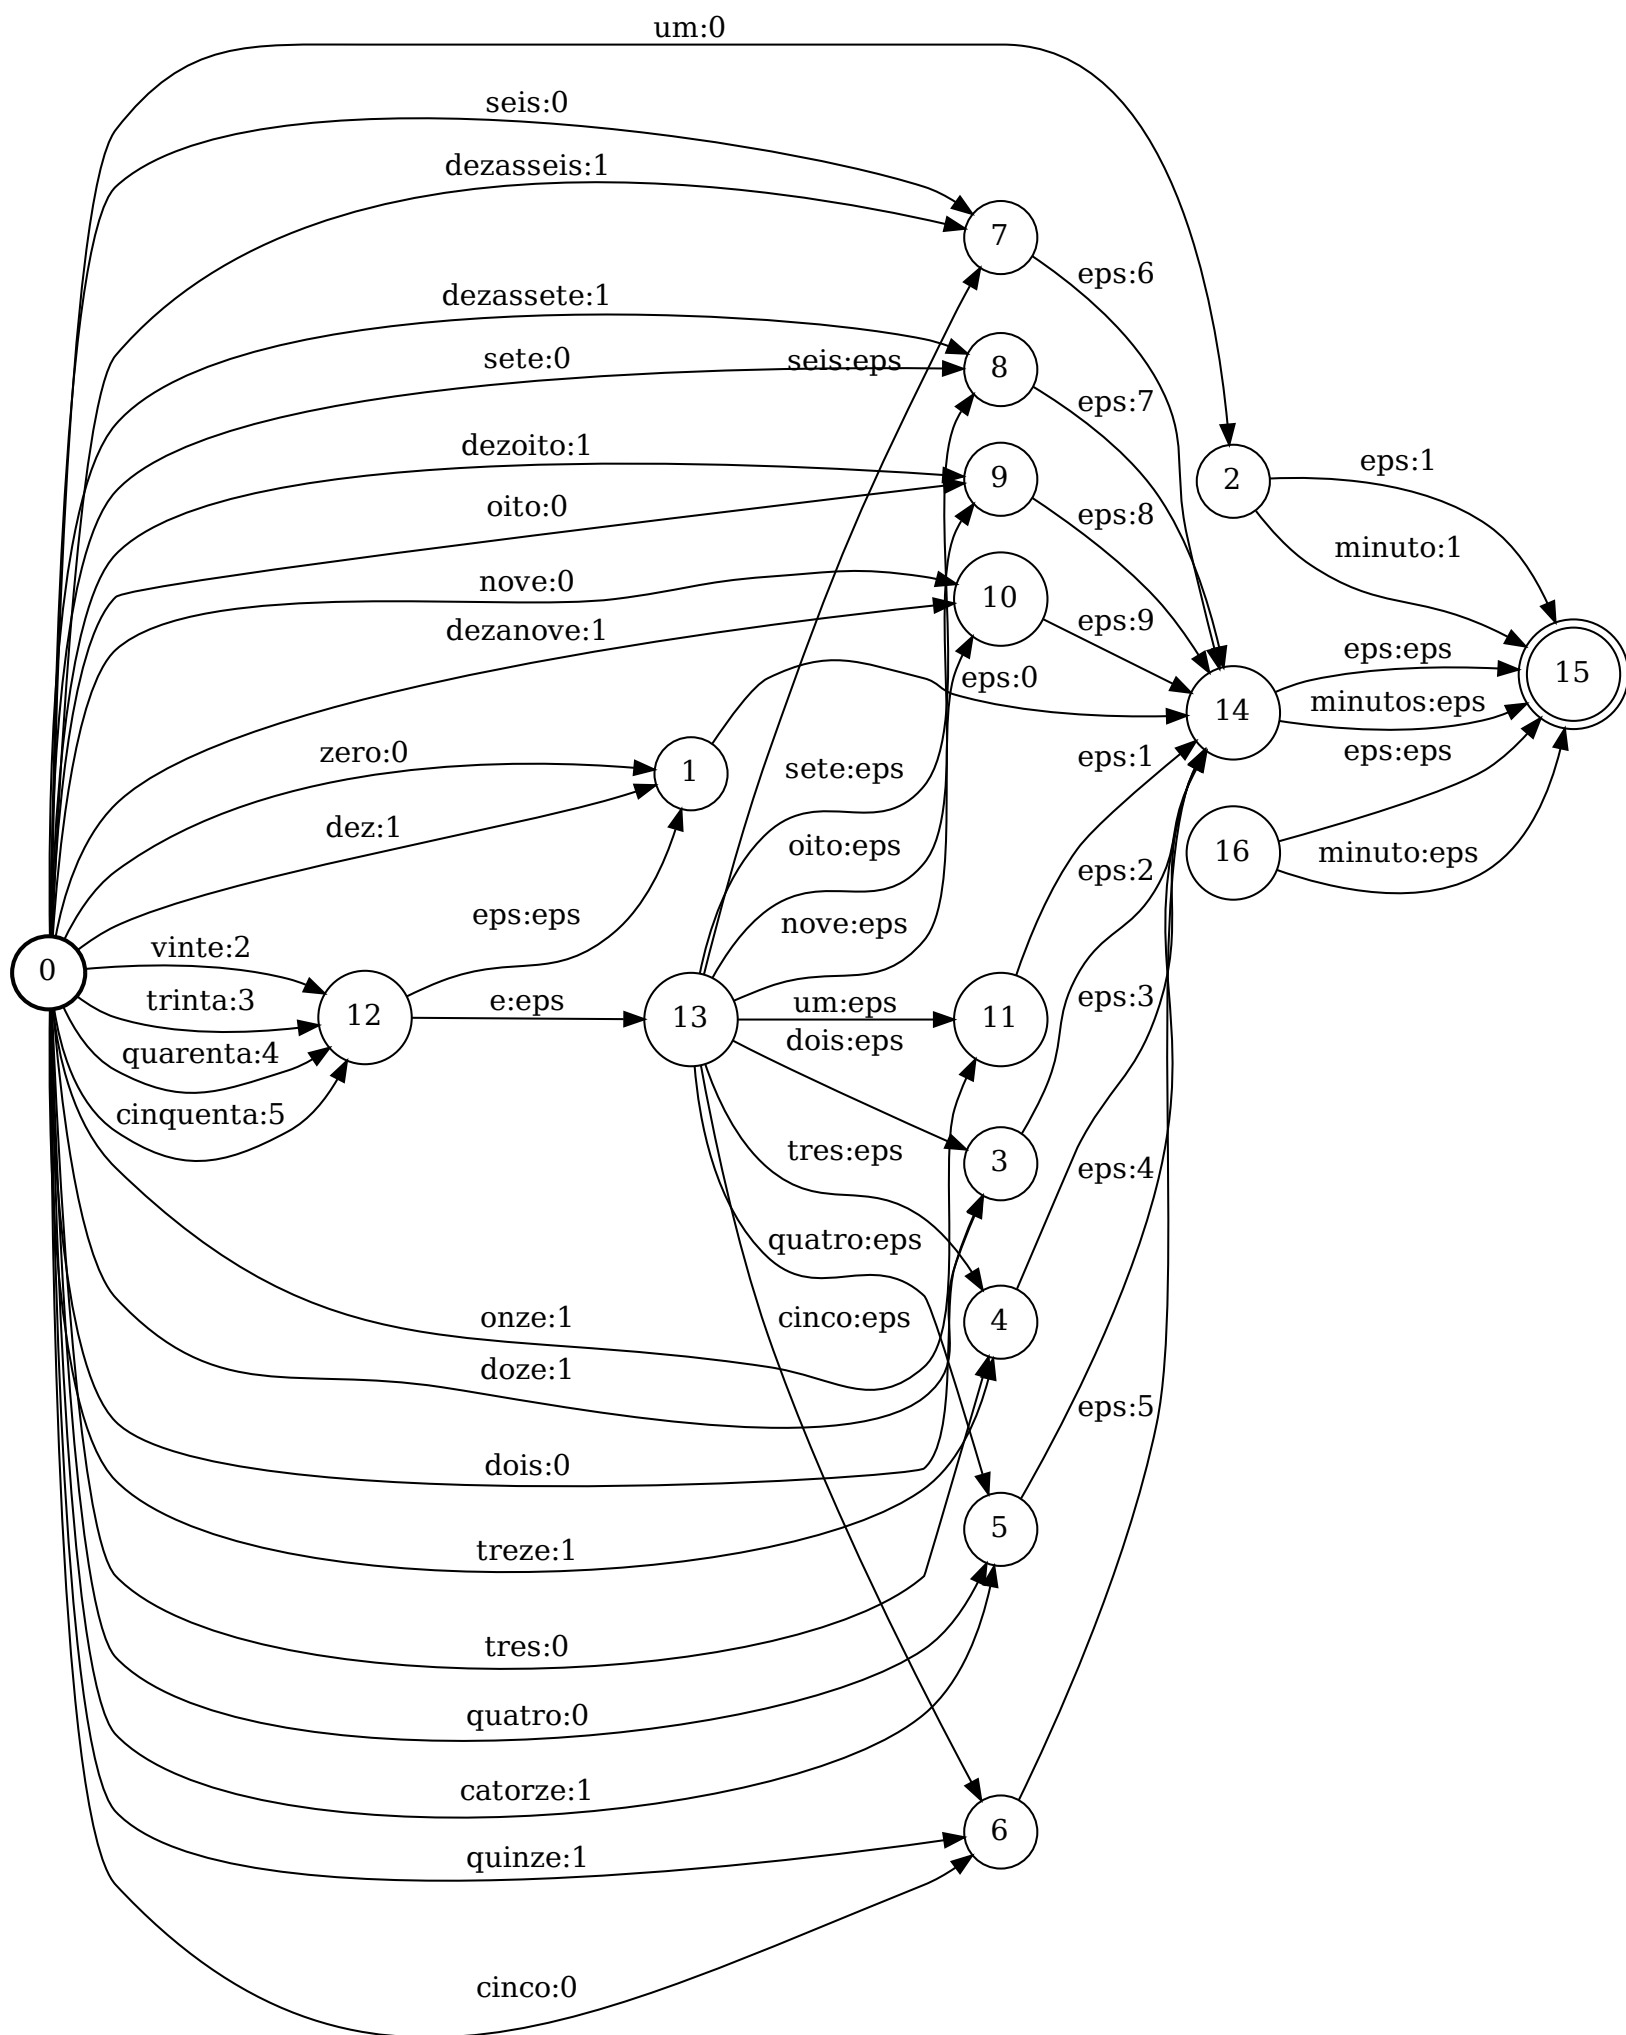 um:0
seis:0
dezasseis:1
7
eps:6
dezassete:1
sete:0
seis:eps
8
eps:7
dezoito:1
oito:0
9
eps:8
2
eps:1
minuto:1
nove:0
dezanove:1
10
eps:9
eps:0
eps:eps
15
minutos:eps
14
eps:eps
zero:0
1
dez:1
sete:eps
eps:1
oito:eps
16
minuto:eps
eps:2
eps:eps
nove:eps
0
vinte:2
trinta:3
12
e:eps
13
um:eps
11
eps:3
dois:eps
quarenta:4
cinquenta:5
tres:eps
3
eps:4
quatro:eps
onze:1
cinco:eps
4
doze:1
eps:5
dois:0
5
treze:1
tres:0
quatro:0
catorze:1
6
quinze:1
cinco:0